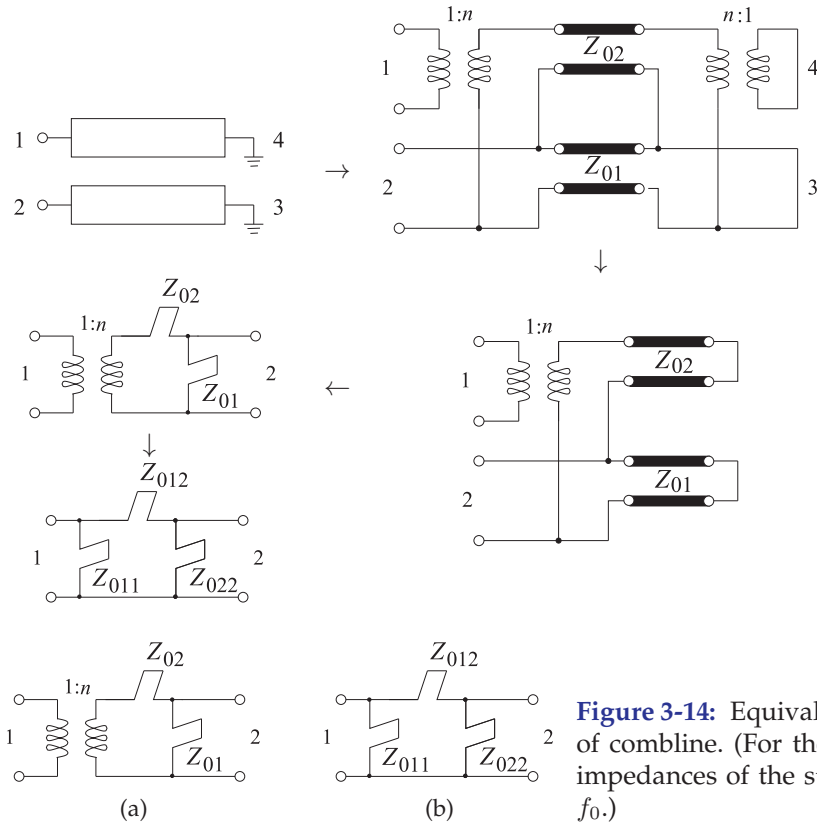 1:n
n:1
1
Z02
4
1
4
→
2
Z01
3
2
3
↓
Z02
1:n
1
2
Z01
←
1:n
1
Z02
2
Z01
↓
Z012
1
2
Z011
Z022
Z02
1:n
1
2
Z01
(a)
Z012
1
2
Z011
Z022
(b)
Figure 3-14: Equival
of combline. (For the
impedances of the s
f0.)